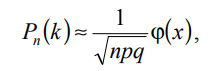 Pₙ(k) ≈ 1/√npq φ(x),